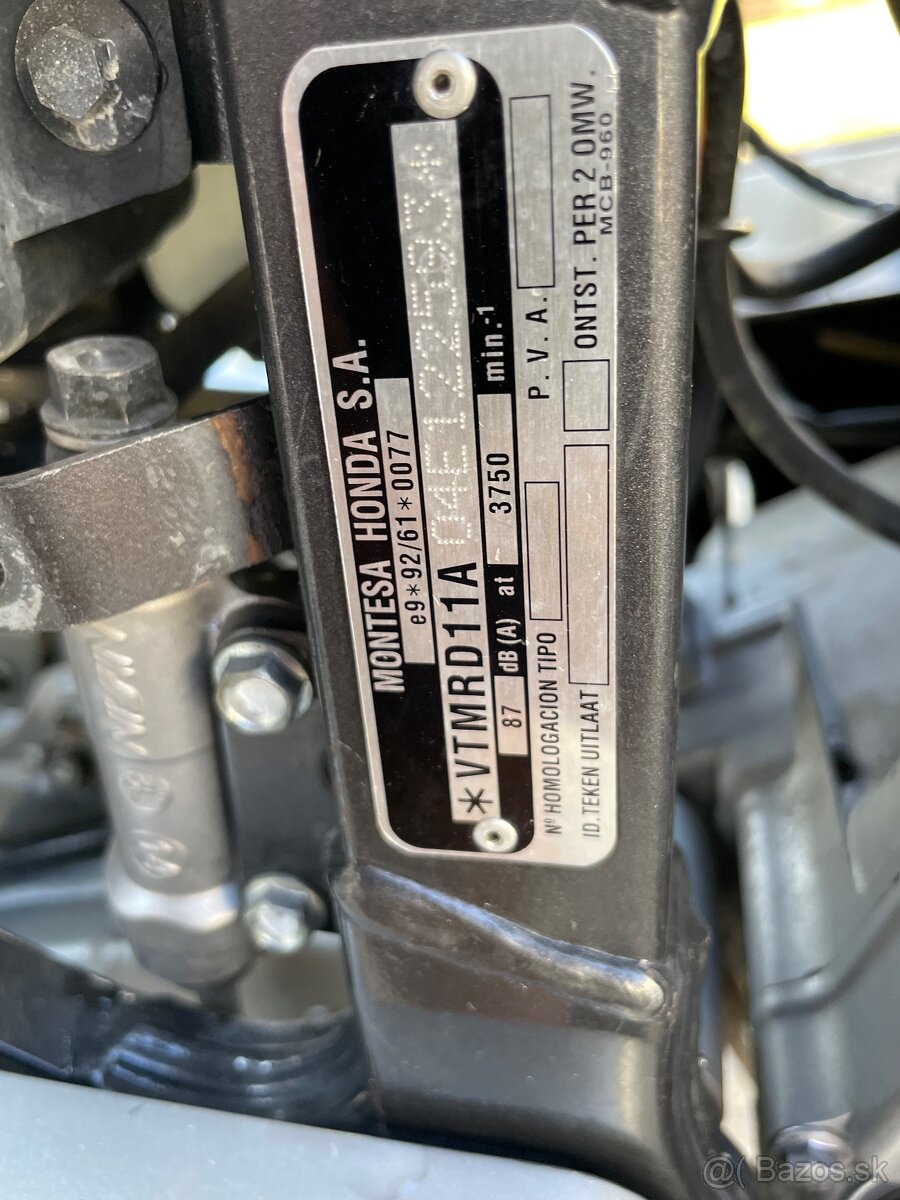 MONTESA HONDA S.A.
e9*92/61*0077
*VTMRD11A
87 dB(A) at 3750 min.-1
Nº HOMOLOGACION TIPO P.V.A.
ID.TEKEN UITLAAT ONTST. PER 2 OMW.
MCB-960
NISSIN
@( Bazos.sk